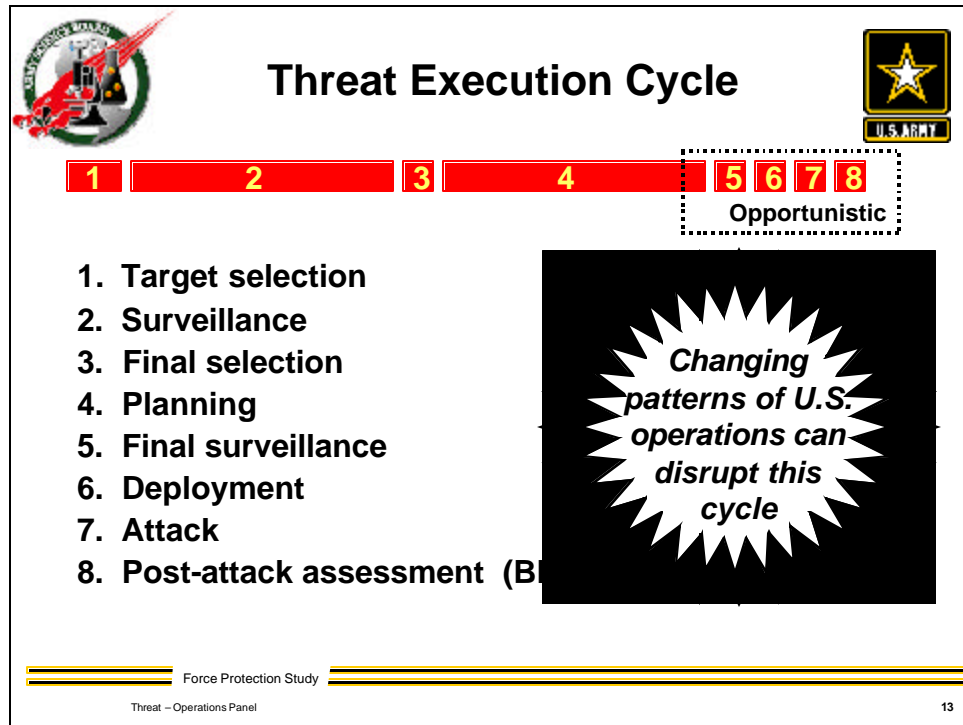 Threat Execution Cycle
U.S.ARMY
1 2 3 4 5 6 7 8
Opportunistic
1. Target selection
2. Surveillance
3. Final selection
4. Planning
5. Final surveillance
6. Deployment
7. Attack
8. Post-attack assessment (B
Changing
patterns of U.S.
operations can
disrupt this
cycle
Force Protection Study
Threat – Operations Panel
13